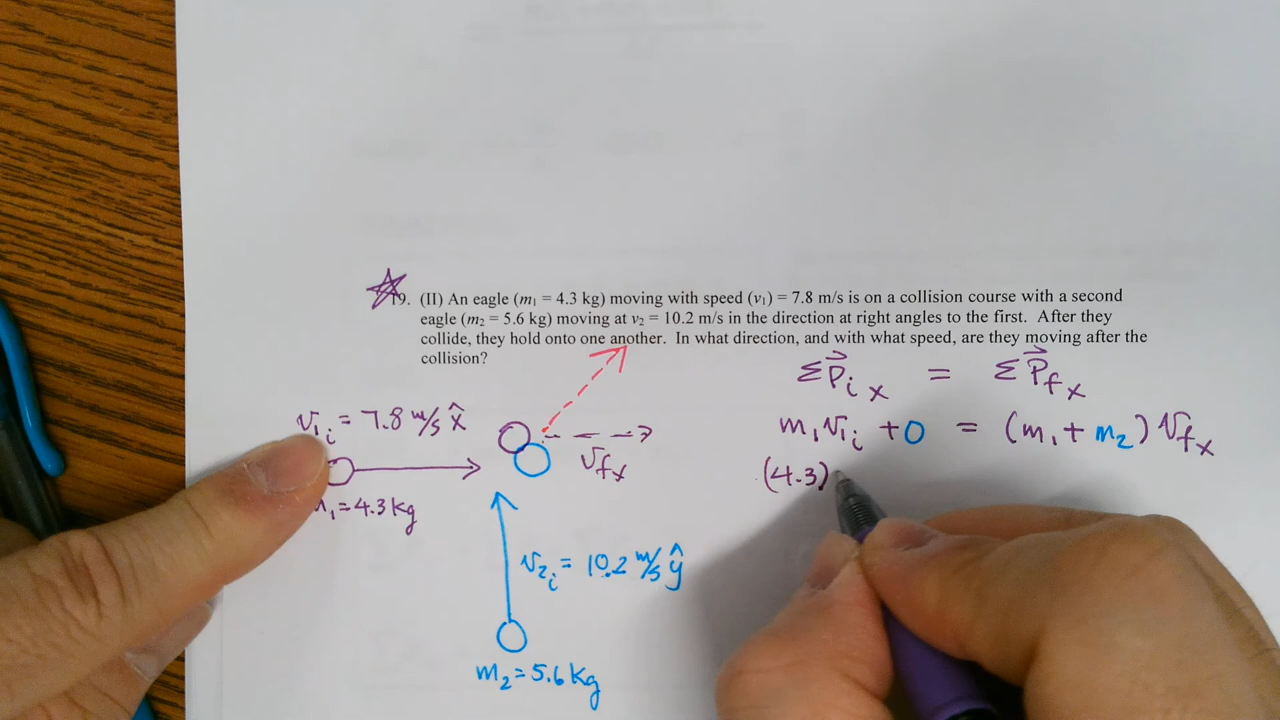 19. (II) An eagle (m₁ = 4.3 kg) moving with speed (v₁) = 7.8 m/s is on a collision course with a second
eagle (m₂ = 5.6 kg) moving at v₂ = 10.2 m/s in the direction at right angles to the first. After they
collide, they hold onto one another. In what direction, and with what speed, are they moving after the
collision?
Σp⃗ᵢₓ = Σp⃗fₓ
v₁ᵢ = 7.8 m/s x̂
m₁vᵢᵢ + 0 = (m₁ + m₂) vfₓ
vfₓ
(4.3)
m₁ = 4.3 kg
v₂ᵢ = 10.2 m/s ŷ
m₂ = 5.6 kg